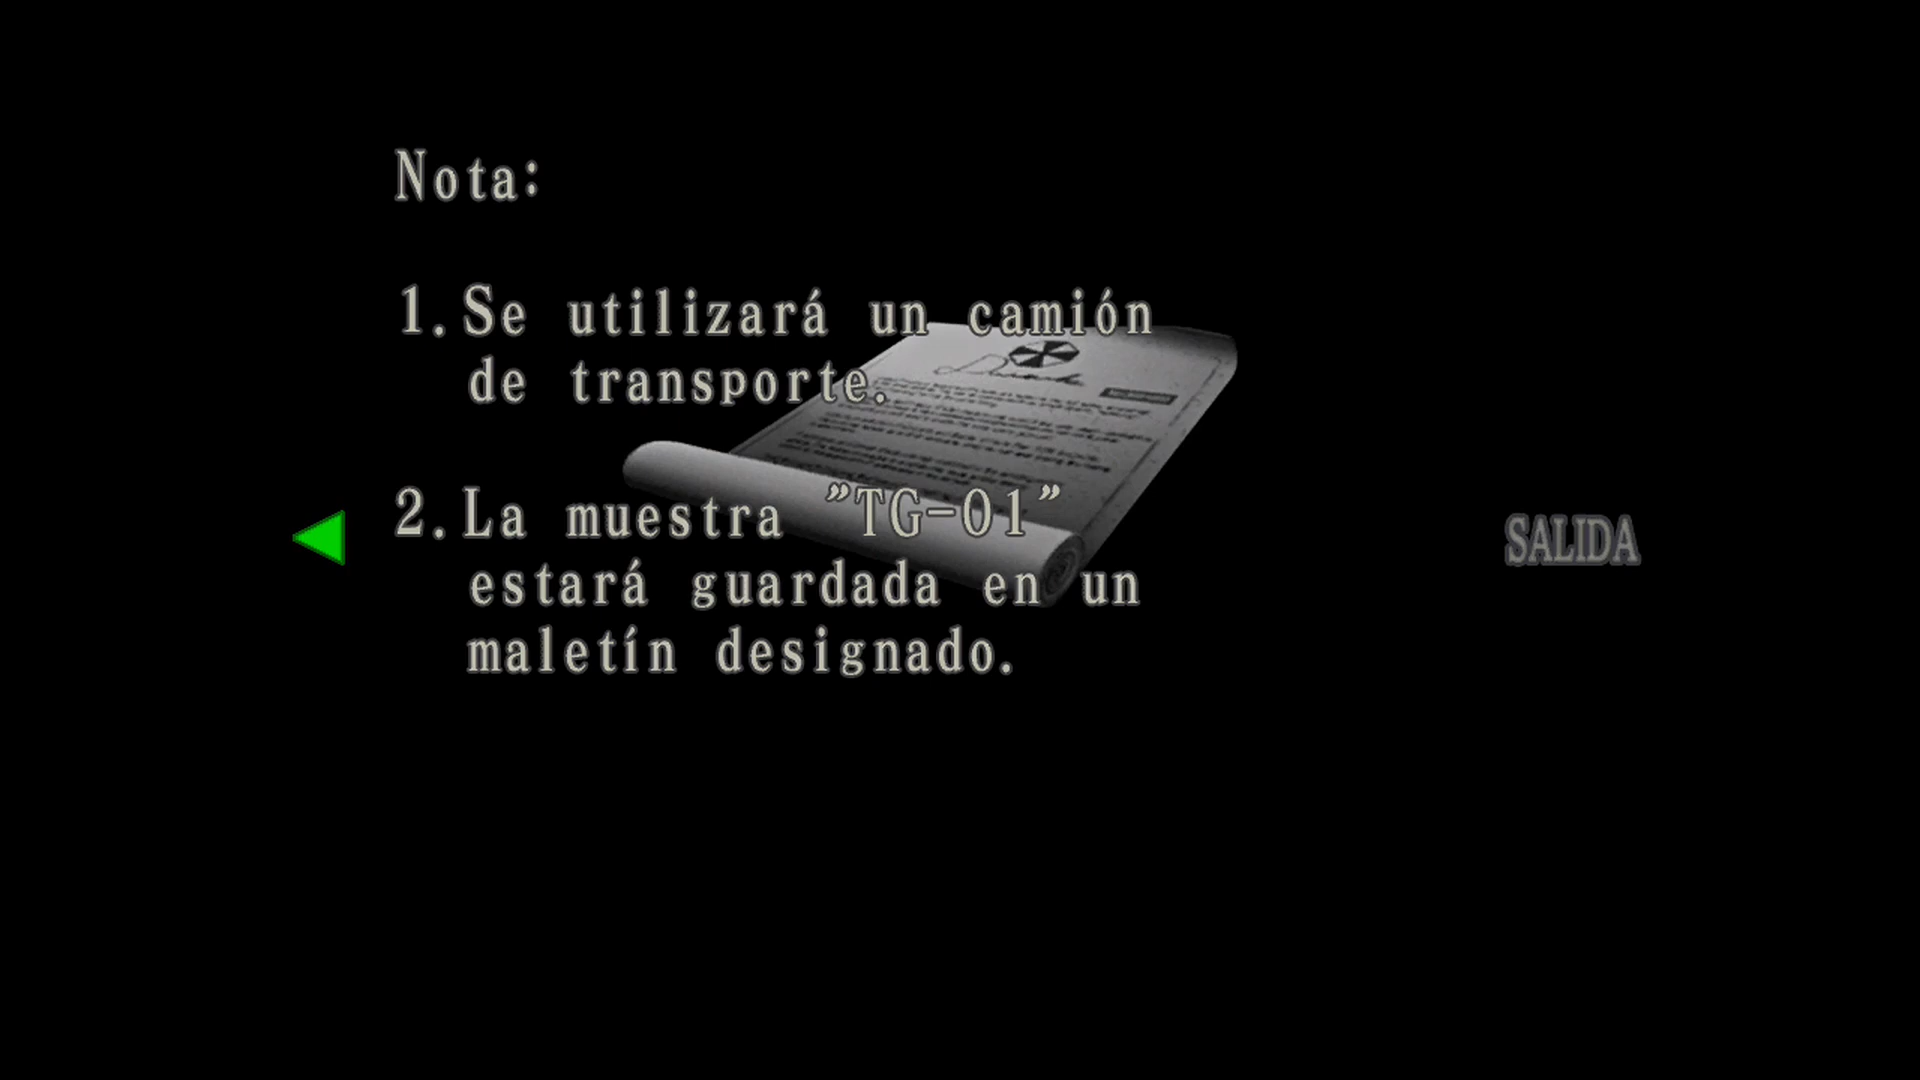 Nota:
1.Se utilizará un camión
de transporte.
2.La muestra "TG-01"
estará guardada en un
maletín designado.
SALIDA